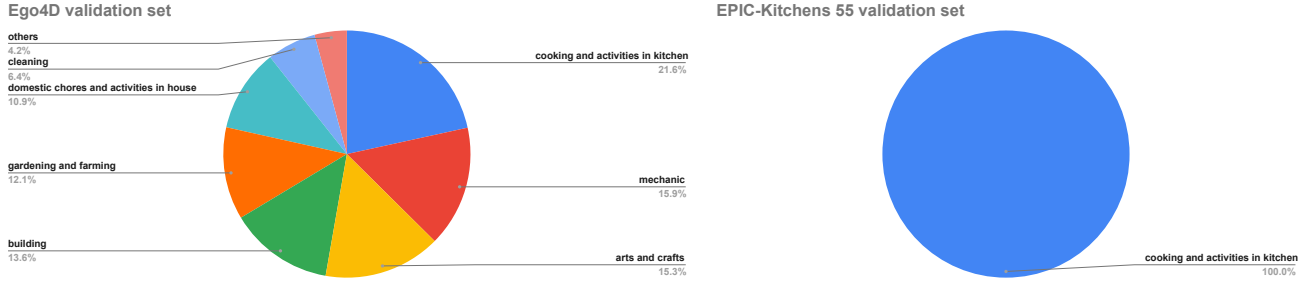 Ego4D validation set
others
4.2%
cleaning
6.4%
domestic chores and activities in house
10.9%
gardening and farming
12.1%
building
13.6%
cooking and activities in kitchen
21.6%
mechanic
15.9%
arts and crafts
15.3%
EPIC-Kitchens 55 validation set
cooking and activities in kitchen
100.0%